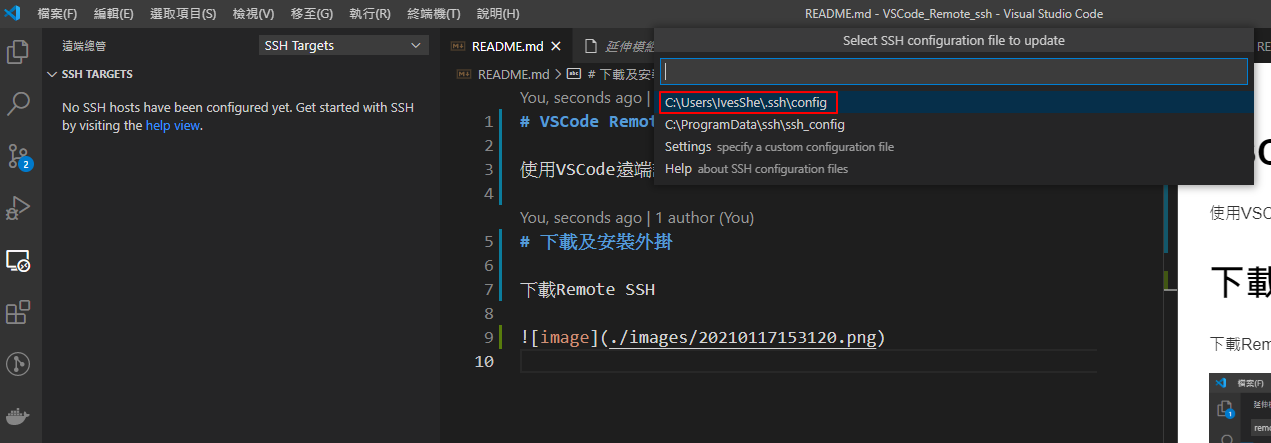 檔案(F) 編輯(E) 選取項目(S) 檢視(V) 移至(G) 執行(R) 終端機(T) 說明(H) README.md - VSCode_Remote_ssh - Visual Studio Code
遠端總管 SSH Targets
README.md
Select SSH configuration file to update
README.md > # 下載及安裝
SSH TARGETS
No SSH hosts have been configured yet. Get started with SSH
by visiting the help view.
2
C:\Users\IvesShe\.ssh\config
C:\ProgramData\ssh\ssh_config
Settings specify a custom configuration file
Help about SSH configuration files
You, seconds ago |
1 # VSCode Remot
2
3 使用VSCode遠端
4
You, seconds ago | 1 author (You)
5 # 下載及安裝外掛
6
7 下載Remote SSH
8
9 ![image](./images/20210117153120.png)
10
使用VSC
下載
下載Rem
檔案(F)
1
remo